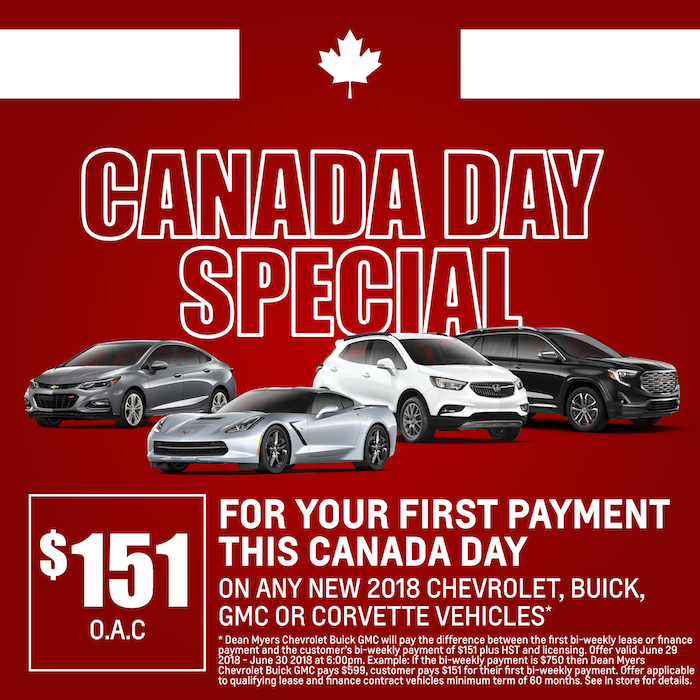 CANADA DAY
SPECIAL
$151
O.A.C
FOR YOUR FIRST PAYMENT
THIS CANADA DAY
ON ANY NEW 2018 CHEVROLET, BUICK,
GMC OR CORVETTE VEHICLES*
* Dean Myers Chevrolet Buick GMC will pay the difference between the first bi-weekly lease or finance
payment and the customer's bi-weekly payment of $151 plus HST and licensing. Offer valid June 29
2018 - June 30 2018 at 6:00pm. Example: if the bi-weekly payment is $750 then Dean Myers
Chevrolet Buick GMC pays $599, customer pays $151 for their first bi-weekly payment. Offer applicable
to qualifying lease and finance contract vehicles minimum term of 60 months. See in store for details.